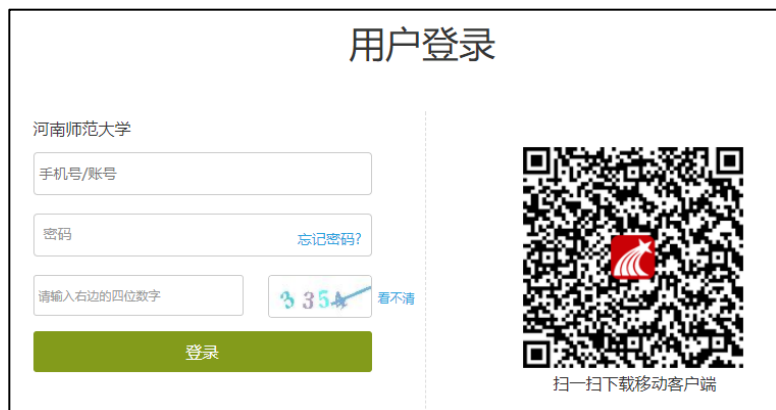 用户登录
河南师范大学
手机号/账号
密码
忘记密码?
请输入右边的四位数字
3354
看不清
登录
扫一扫下载移动客户端